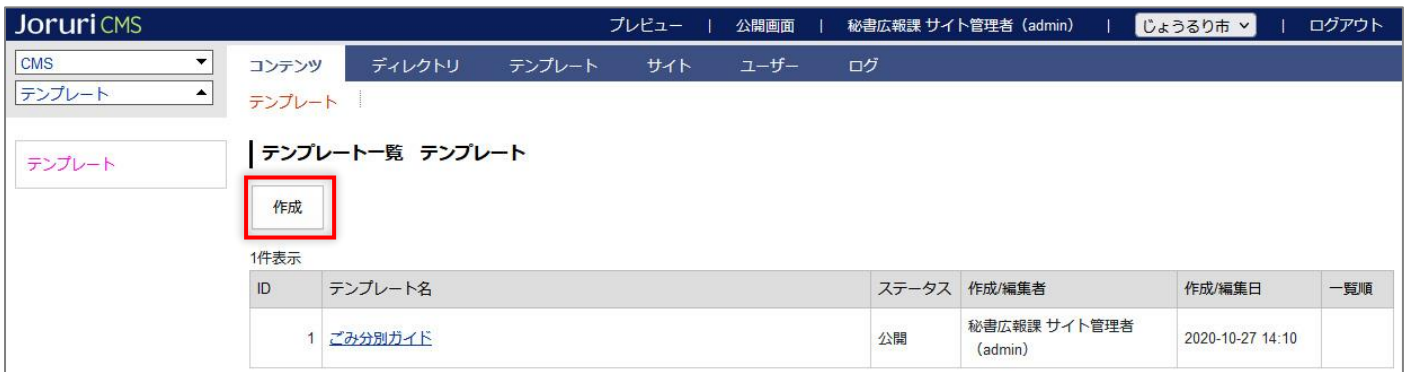 Joruri CMS プレビュー | 公開画面 | 秘書広報課 サイト管理者（admin） | じょうるり市 | ログアウト
CMS
テンプレート
コンテンツ ディレクトリ テンプレート サイト ユーザー ログ
テンプレート
テンプレート
テンプレート一覧 テンプレート
作成
1件表示
ID テンプレート名 ステータス 作成/編集者 作成/編集日 一覧順
1 ごみ分別ガイド 公開 秘書広報課 サイト管理者
（admin） 2020-10-27 14:10